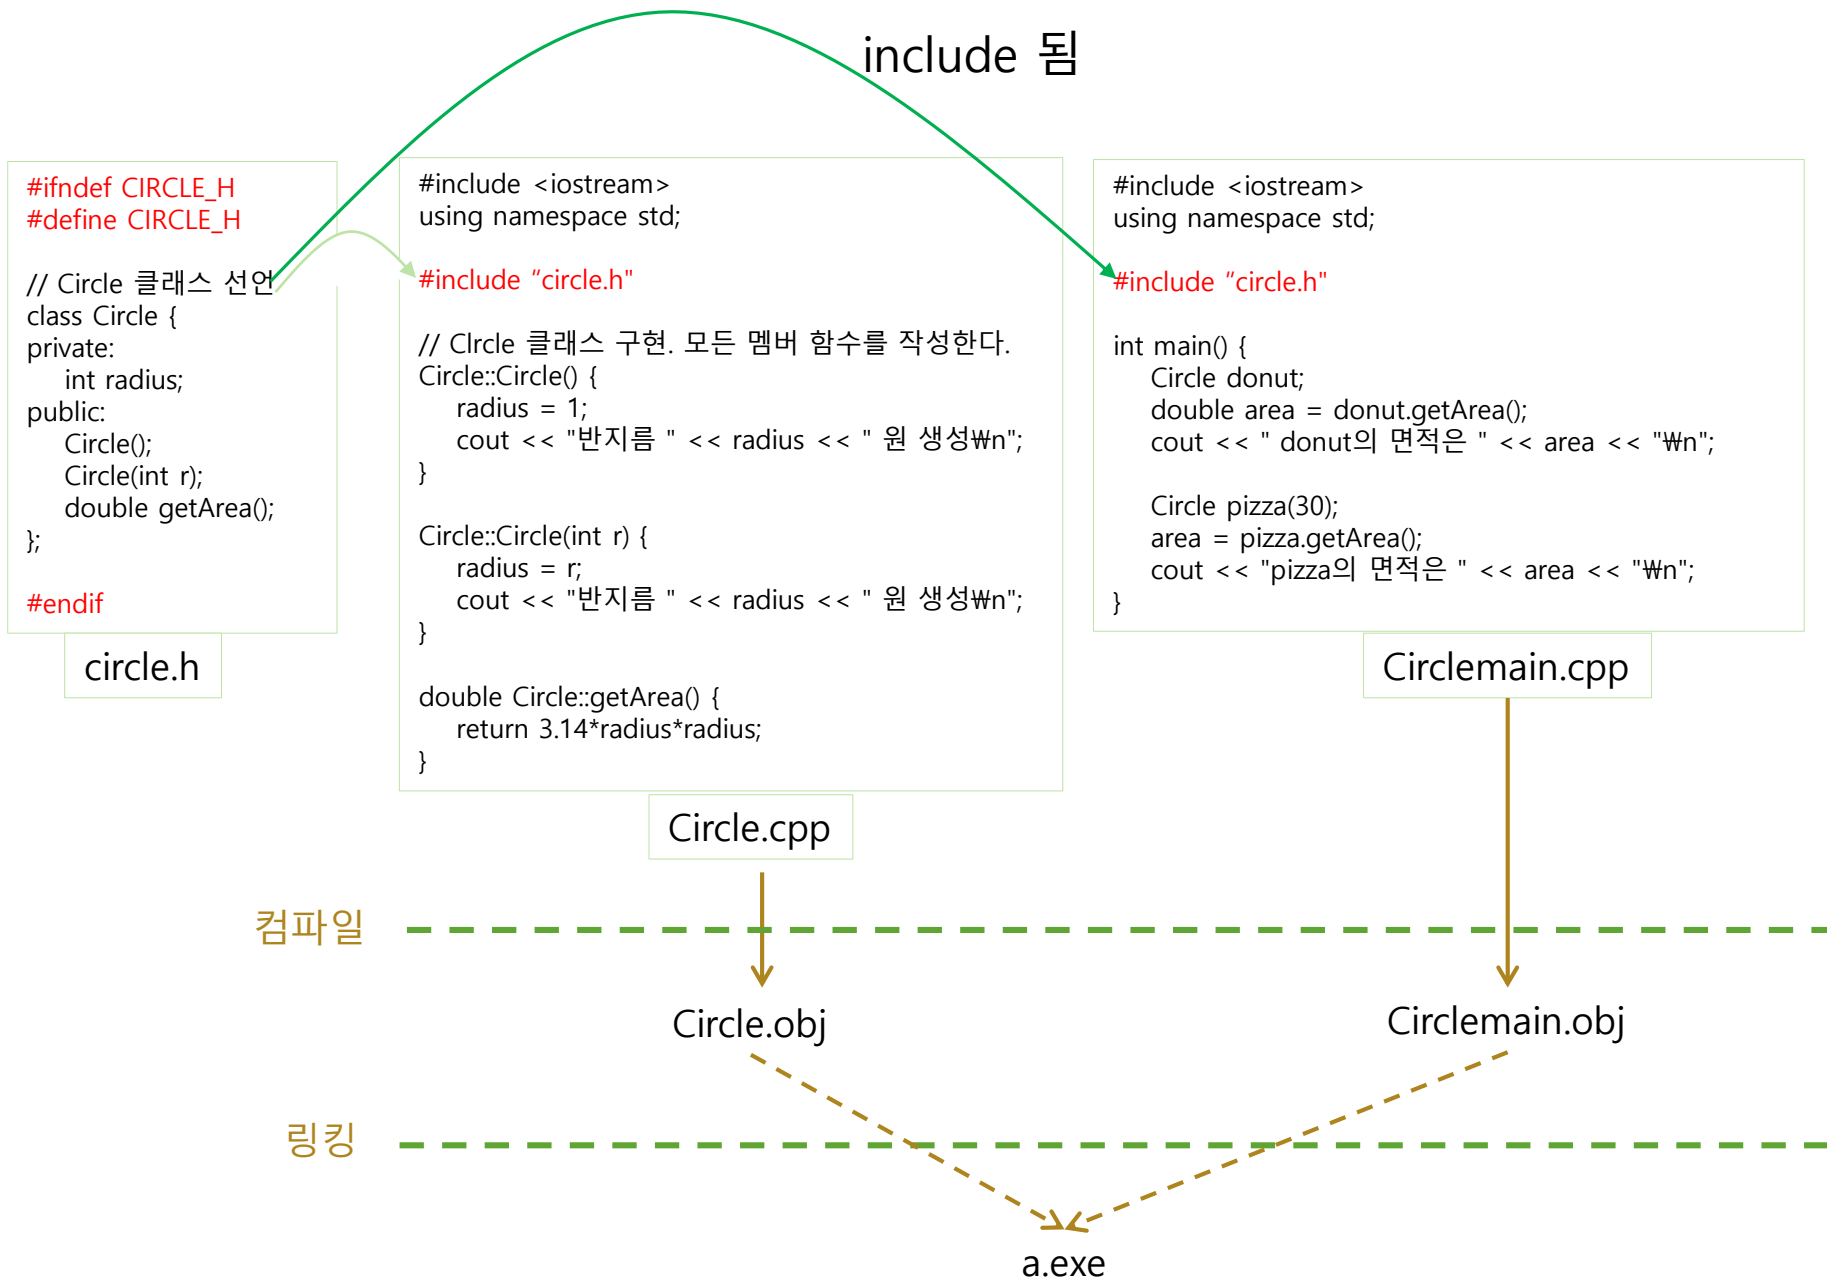 include 됨
#ifndef CIRCLE_H
#define CIRCLE_H
// Circle 클래스 선언
class Circle {
private:
int radius;
public:
Circle();
Circle(int r);
double getArea();
};
#endif
circle.h
#include <iostream>
using namespace std;
#include “circle.h"
// CIrcle 클래스 구현. 모든 멤버 함수를 작성한다.
Circle::Circle() {
radius = 1;
cout << "반지름 " << radius << " 원 생성₩n";
}
Circle::Circle(int r) {
radius = r;
cout << "반지름 " << radius << " 원 생성₩n";
}
double Circle::getArea() {
return 3.14*radius*radius;
}
Circle.cpp
#include <iostream>
using namespace std;
#include “circle.h"
int main() {
Circle donut;
double area = donut.getArea();
cout << " donut의 면적은 " << area << "₩n";
Circle pizza(30);
area = pizza.getArea();
cout << "pizza의 면적은 " << area << "₩n";
}
Circlemain.cpp
컴파일
Circle.obj
Circlemain.obj
링킹
a.exe